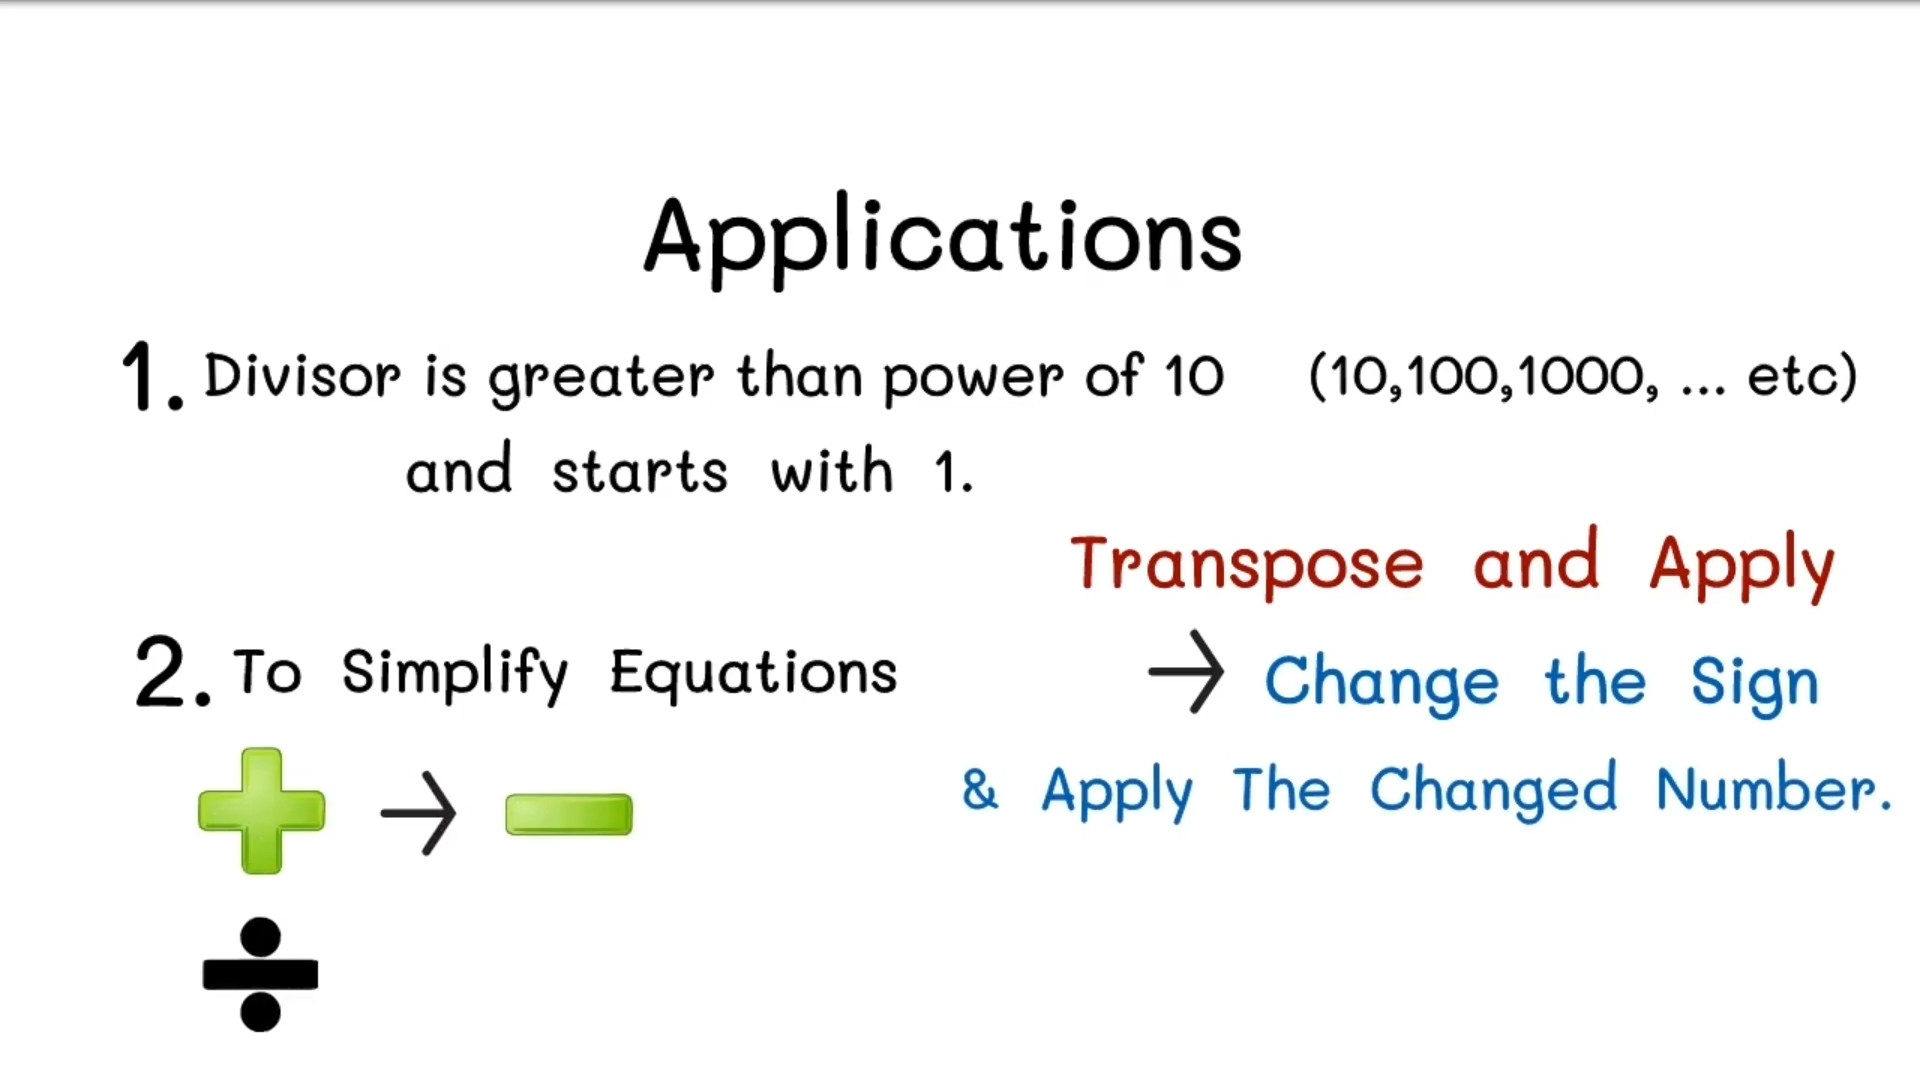 Applications
1. Divisor is greater than power of 10 (10,100,1000, ... etc)
and starts with 1.
Transpose and Apply
2. To Simplify Equations
→ Change the Sign
& Apply The Changed Number.
+ → −
÷